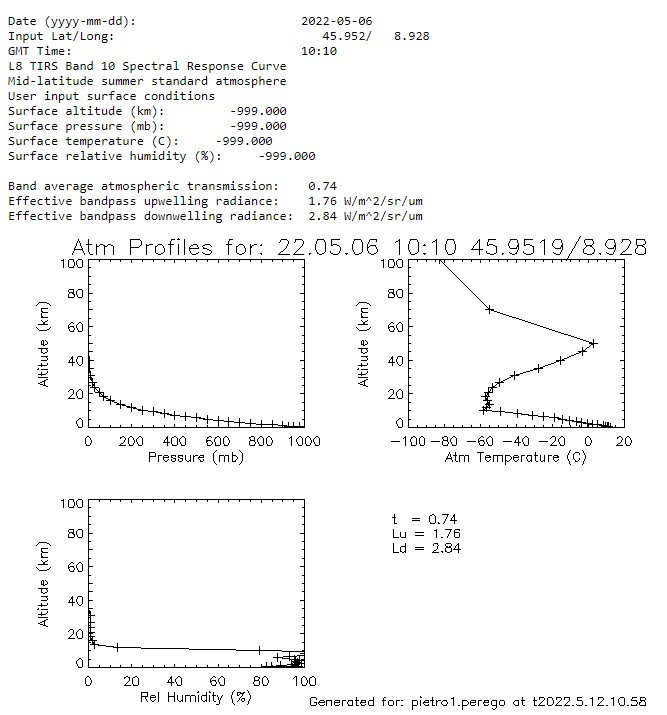 Date (yyyy-mm-dd): 2022-05-06
Input Lat/Long: 45.952/ 8.928
GMT Time: 10:10
L8 TIRS Band 10 Spectral Response Curve
Mid-latitude summer standard atmosphere
User input surface conditions
Surface altitude (km): -999.000
Surface pressure (mb): -999.000
Surface temperature (C): -999.000
Surface relative humidity (%): -999.000
Band average atmospheric transmission: 0.74
Effective bandpass upwelling radiance: 1.76 W/m^2/sr/um
Effective bandpass downwelling radiance: 2.84 W/m^2/sr/um
Atm Profiles for: 22.05.06 10:10 45.9519/8.928
100
80
60
40
20
0
Altitude (km)
0 200 400 600 800 1000
Pressure (mb)
100
80
60
40
20
0
Altitude (km)
-100 -80 -60 -40 -20 0 20
Atm Temperature (C)
100
80
60
40
20
0
Altitude (km)
0 20 40 60 80 100
Rel Humidity (%)
t = 0.74
Lu = 1.76
Ld = 2.84
Generated for: pietro1.perego at t2022.5.12.10.58